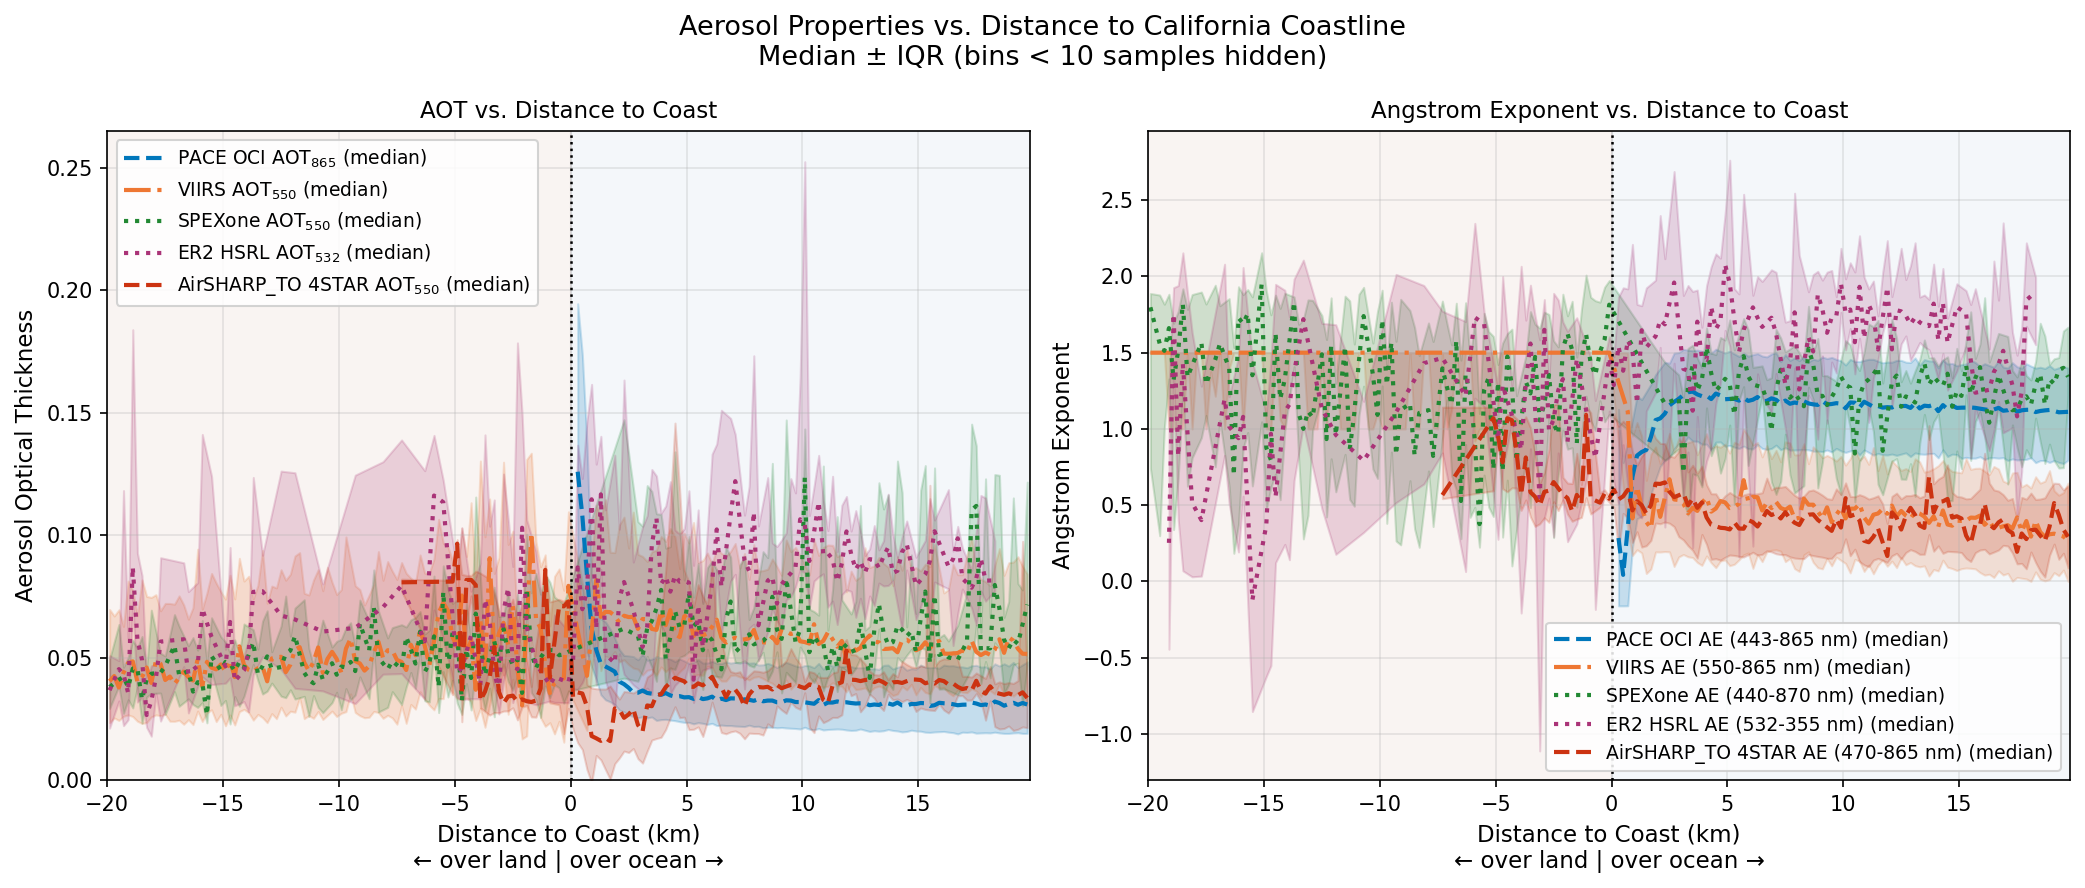 Aerosol Properties vs. Distance to California Coastline
Median ± IQR (bins < 10 samples hidden)
AOT vs. Distance to Coast
Aerosol Optical Thickness
0.25
0.20
0.15
0.10
0.05
0.00
PACE OCI AOT₈₆₅ (median)
VIIRS AOT₅₅₀ (median)
SPEXone AOT₅₅₀ (median)
ER2 HSRL AOT₅₃₂ (median)
AirSHARP_TO 4STAR AOT₅₅₀ (median)
−20 −15 −10 −5 0 5 10 15
Distance to Coast (km)
← over land | over ocean →
Angstrom Exponent vs. Distance to Coast
Angstrom Exponent
2.5
2.0
1.5
1.0
0.5
0.0
−0.5
−1.0
PACE OCI AE (443-865 nm) (median)
VIIRS AE (550-865 nm) (median)
SPEXone AE (440-870 nm) (median)
ER2 HSRL AE (532-355 nm) (median)
AirSHARP_TO 4STAR AE (470-865 nm) (median)
−20 −15 −10 −5 0 5 10 15
Distance to Coast (km)
← over land | over ocean →